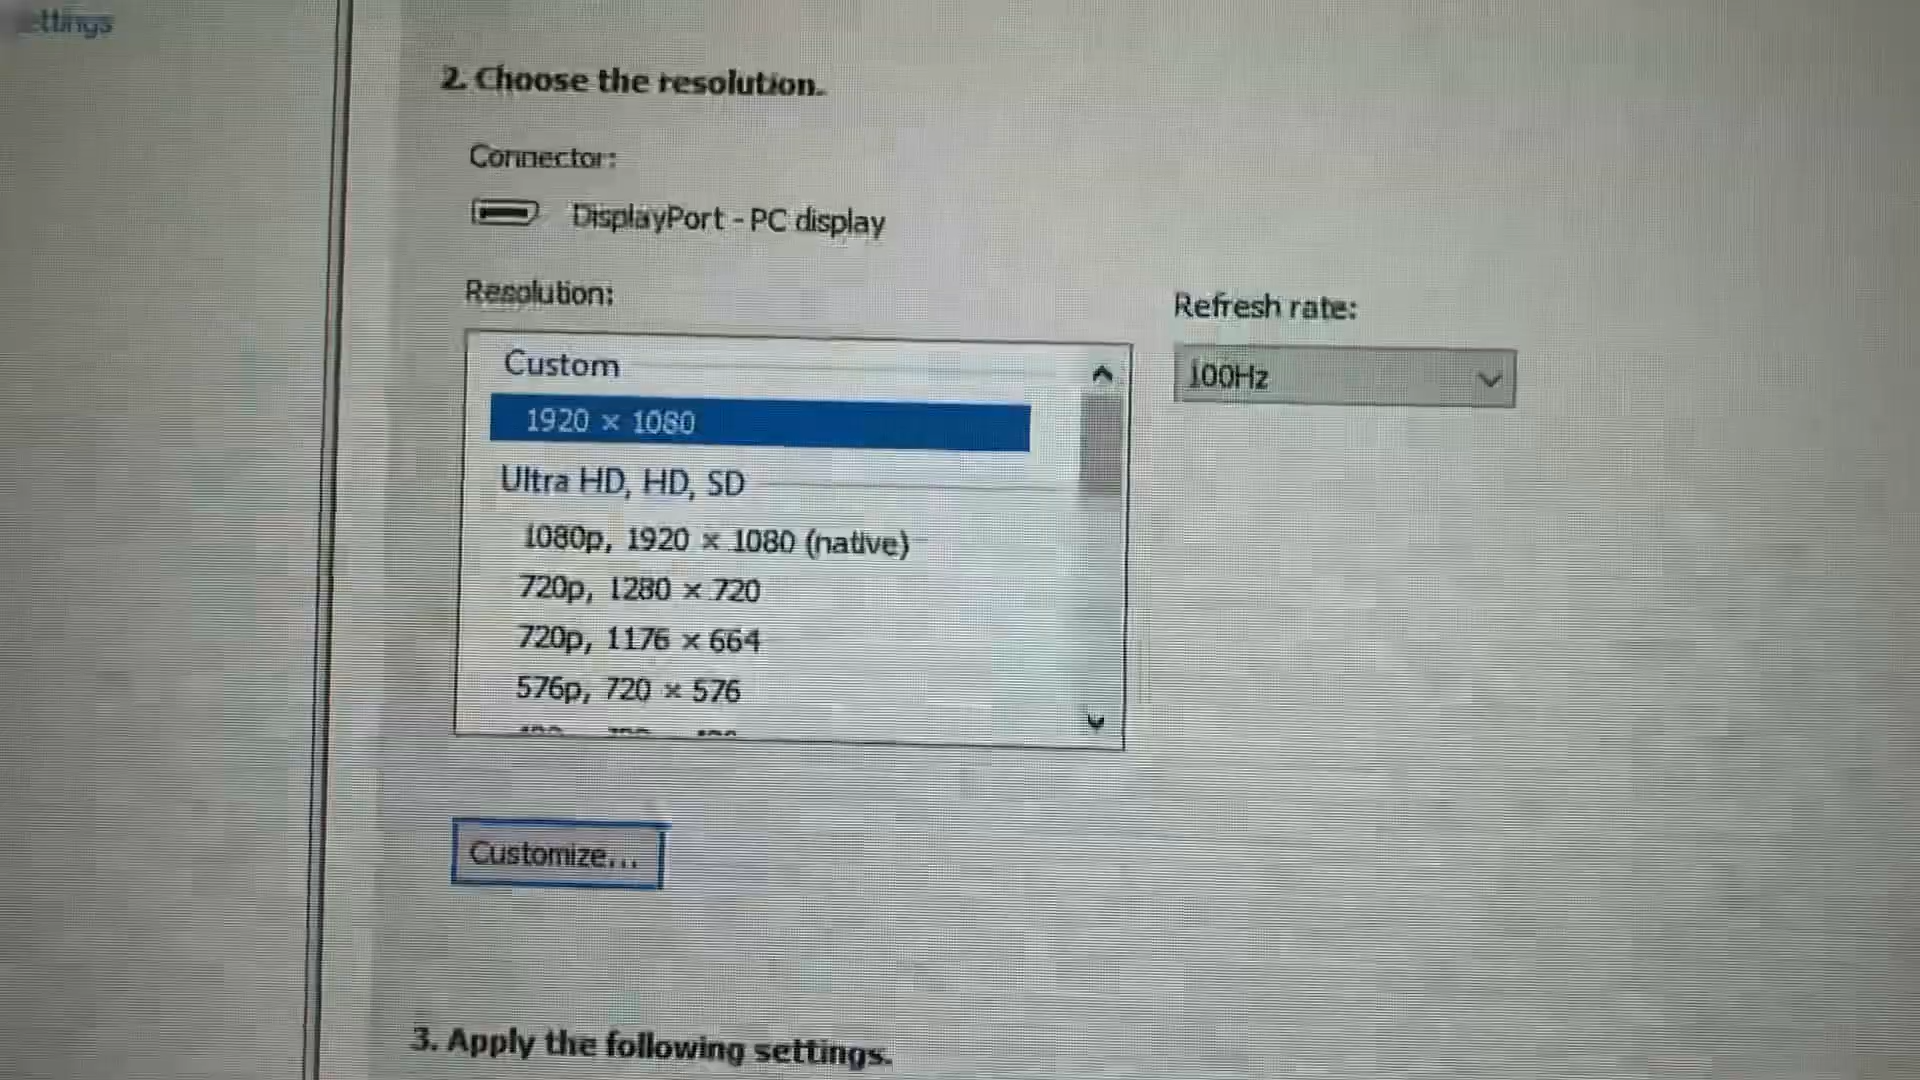 ettings
2. Choose the resolution.
Connector:
DisplayPort - PC display
Resolution:
Refresh rate:
Custom
100Hz
1920 × 1080
Ultra HD, HD, SD
1080p, 1920 × 1080 (native)
720p, 1280 × 720
720p, 1176 × 664
576p, 720 × 576
Customize...
3. Apply the following settings.